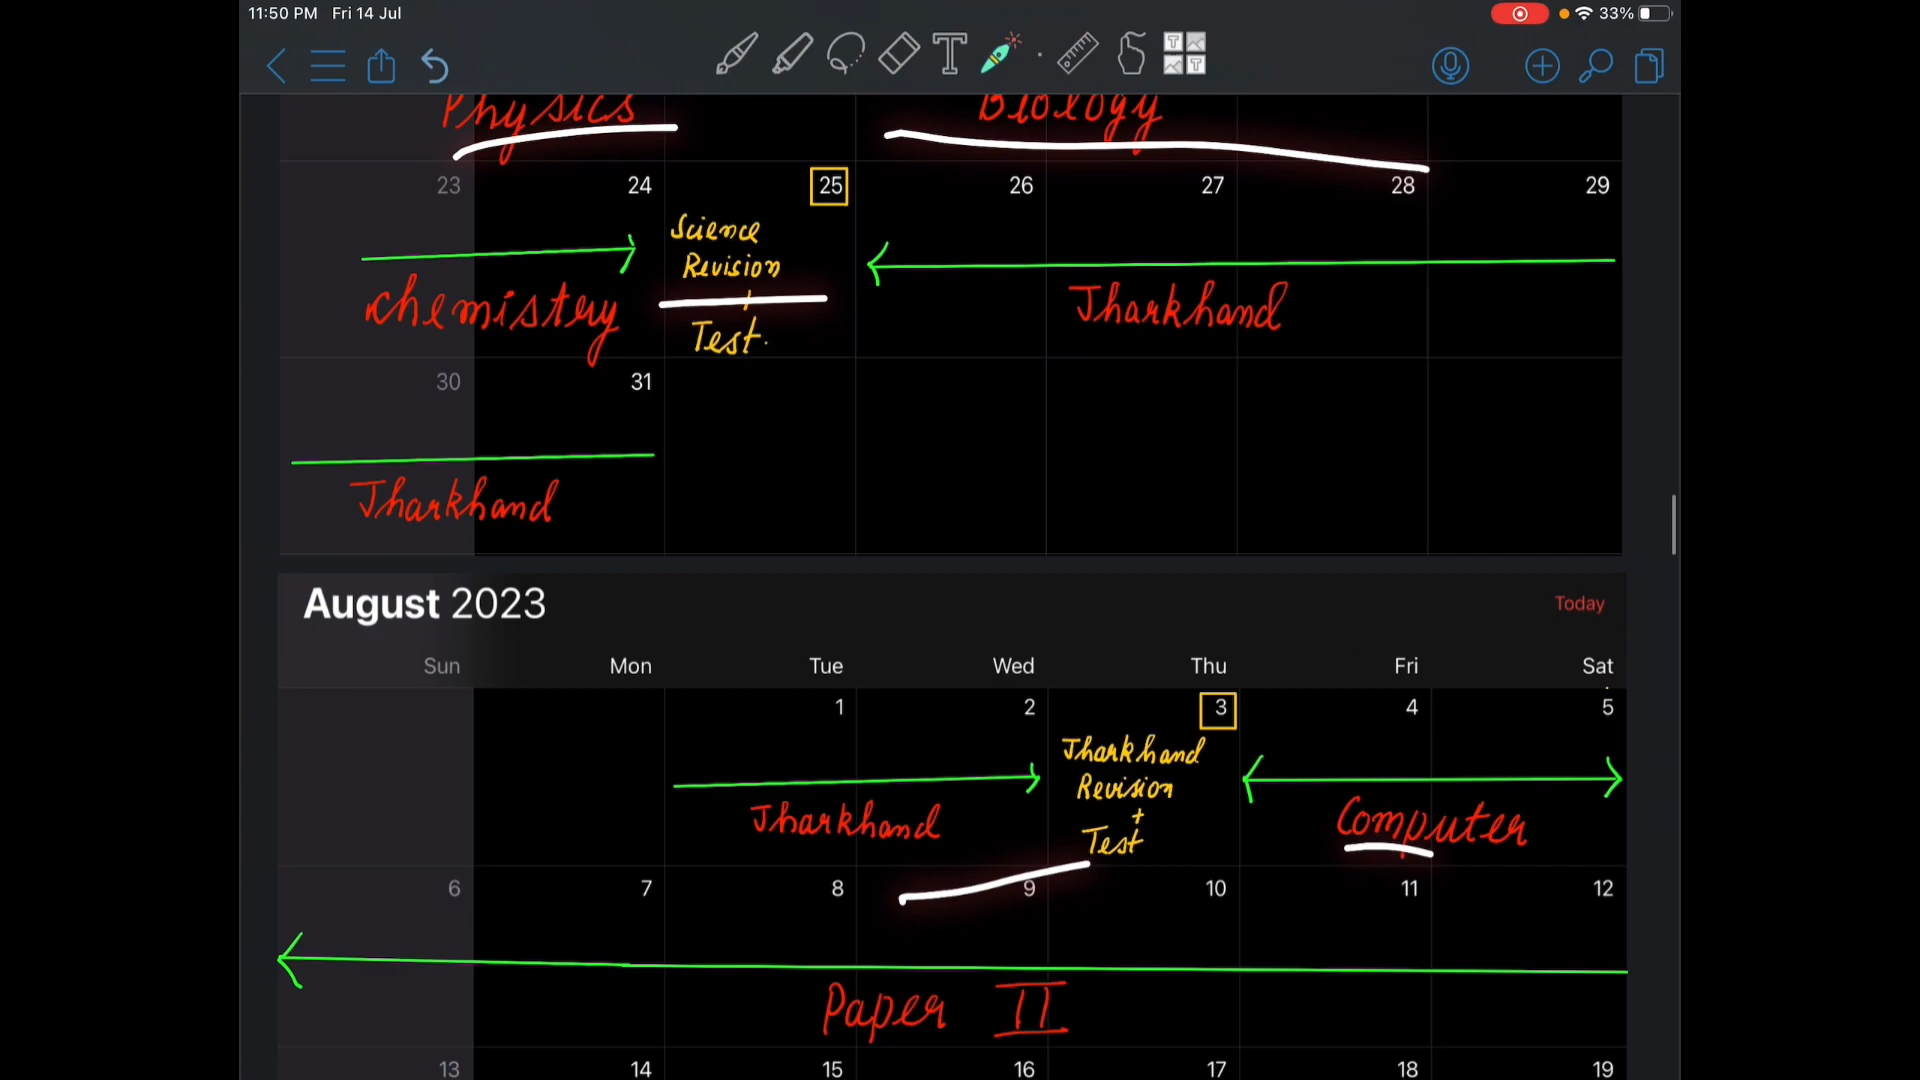 11:50 PM Fri 14 Jul 33%
Physics Biology
23 24 25 26 27 28 29
Science
Revision
+
Test.
Chemistry
Jharkhand
30 31
Jharkhand
August 2023
Today
Sun Mon Tue Wed Thu Fri Sat
1 2 3 4 5
Jharkhand
Jharkhand
Revision
+
Test
Computer
6 7 8 9 10 11 12
Paper II
13 14 15 16 17 18 19